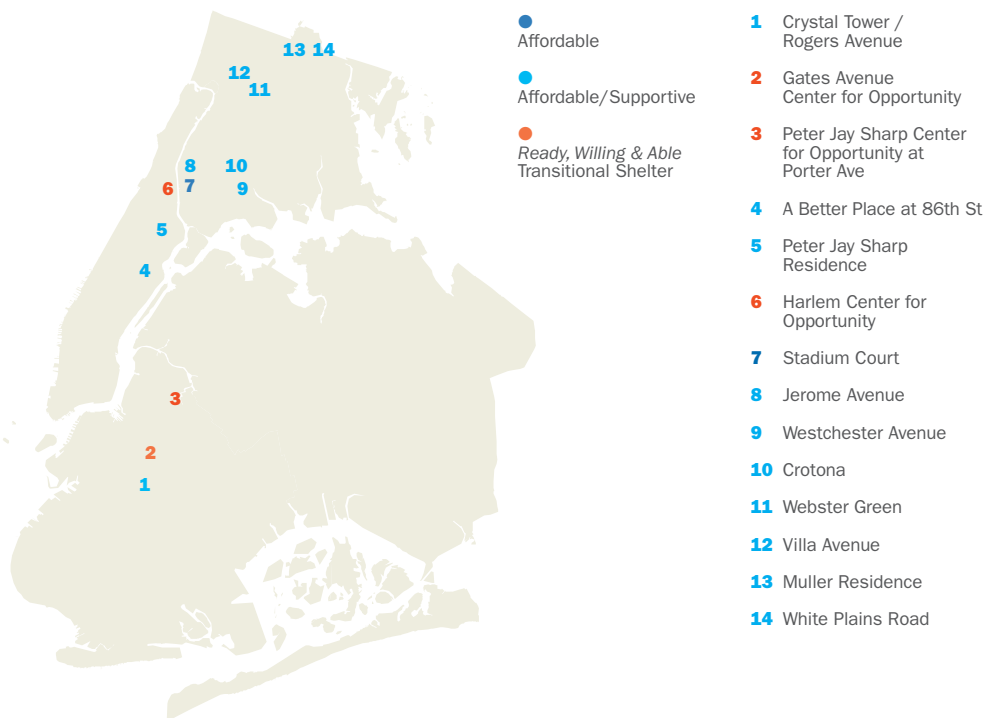 13 14
12
11
8
10
6
7
9
5
4
3
2
1
Affordable
Affordable/Supportive
Ready, Willing & Able
Transitional Shelter
1 Crystal Tower /
Rogers Avenue
2 Gates Avenue
Center for Opportunity
3 Peter Jay Sharp Center
for Opportunity at
Porter Ave
4 A Better Place at 86th St
5 Peter Jay Sharp
Residence
6 Harlem Center for
Opportunity
7 Stadium Court
8 Jerome Avenue
9 Westchester Avenue
10 Crotona
11 Webster Green
12 Villa Avenue
13 Muller Residence
14 White Plains Road